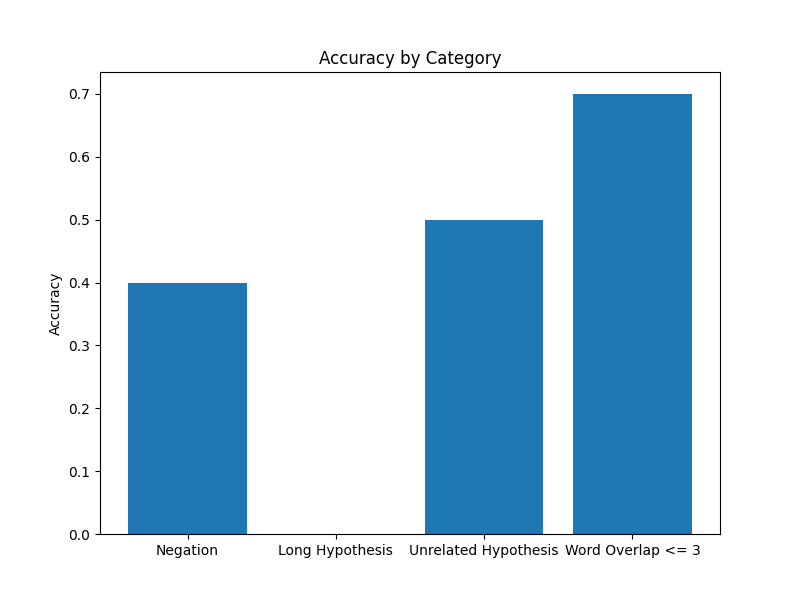 Accuracy by Category
Accuracy
0.7
0.6
0.5
0.4
0.3
0.2
0.1
0.0
Negation
Long Hypothesis
Unrelated Hypothesis
Word Overlap <= 3